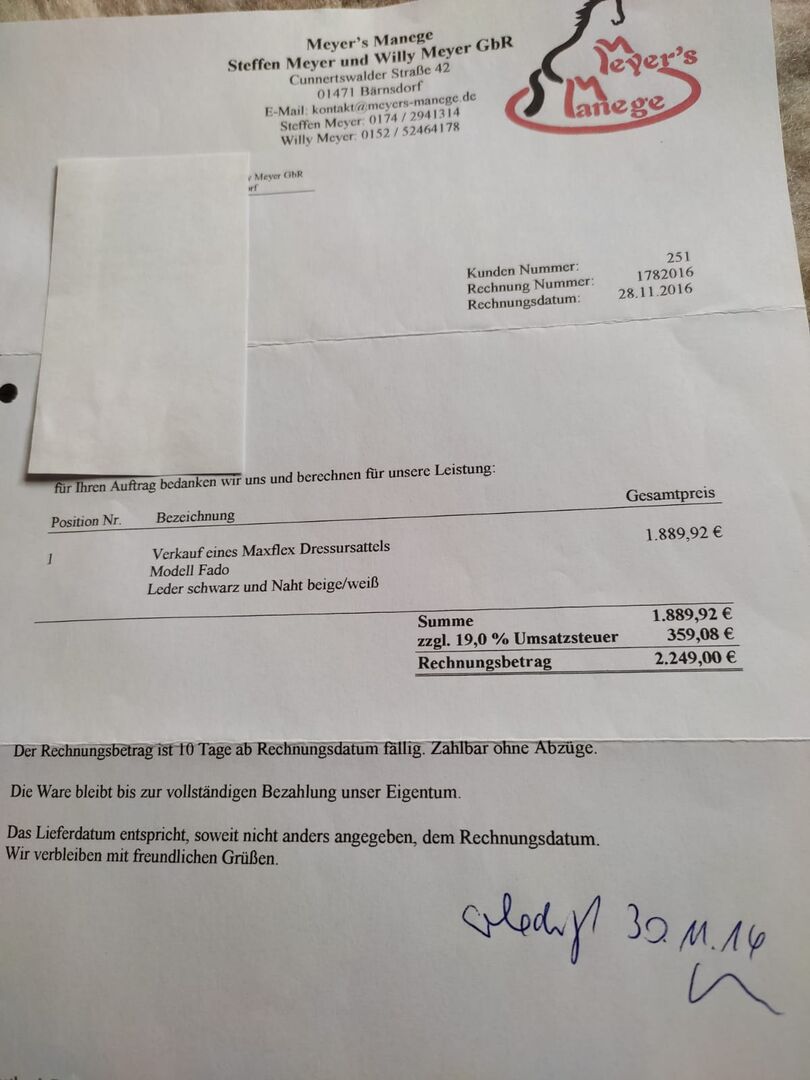 Meyer's Manege
Steffen Meyer und Willy Meyer GbR
Cunnertswalder Straße 42
01471 Bärnsdorf
E-Mail: kontakt@meyers-manege.de
Steffen Meyer: 0174 / 2941314
Willy Meyer: 0152 / 52464178
Meyer's
Manege
y Meyer GbR
rf
Kunden Nummer: 251
Rechnung Nummer: 1782016
Rechnungsdatum: 28.11.2016
für Ihren Auftrag bedanken wir uns und berechnen für unsere Leistung:
Position Nr. Bezeichnung Gesamtpreis
1 Verkauf eines Maxflex Dressursattels 1.889,92 €
Modell Fado
Leder schwarz und Naht beige/weiß
Summe 1.889,92 €
zzgl. 19,0 % Umsatzsteuer 359,08 €
Rechnungsbetrag 2.249,00 €
Der Rechnungsbetrag ist 10 Tage ab Rechnungsdatum fällig. Zahlbar ohne Abzüge.
Die Ware bleibt bis zur vollständigen Bezahlung unser Eigentum.
Das Lieferdatum entspricht, soweit nicht anders angegeben, dem Rechnungsdatum.
Wir verbleiben mit freundlichen Grüßen.
erledigt 30.11.16